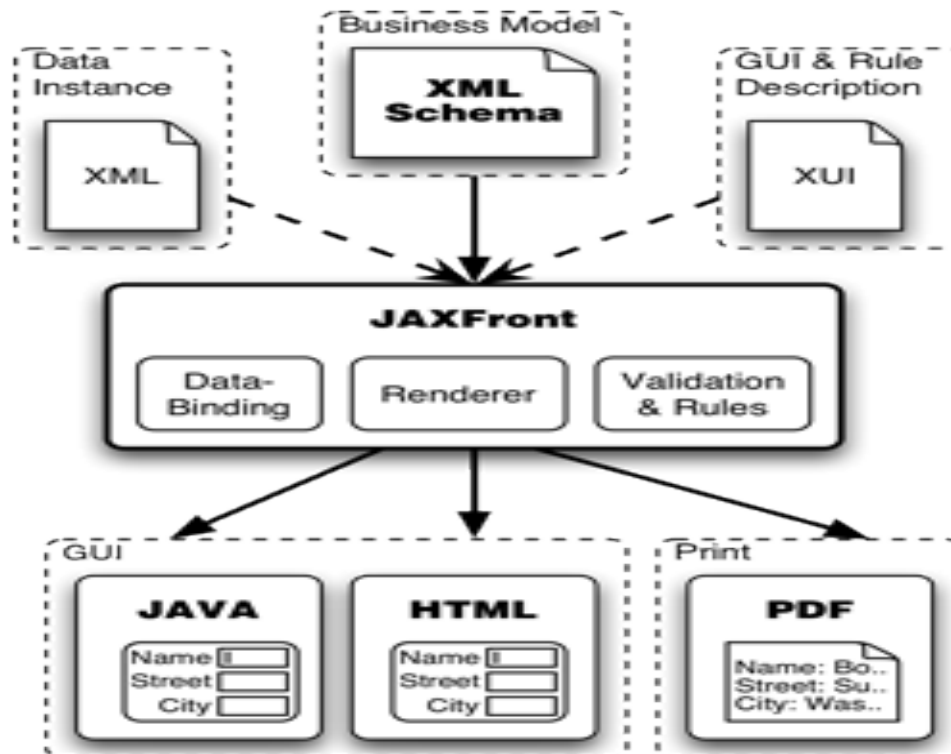 Business Model
Data
Instance
GUI & Rule
Description
XML
Schema
XML
XUI
JAXFront
Data-
Binding
Renderer
Validation
& Rules
GUI
Print
JAVA
HTML
PDF
Name
Street
City
Name
Street
City
Name: Bo..
Street: Su..
City: Was..